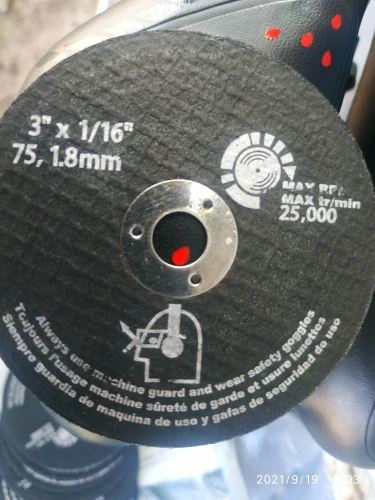 3" x 1/16"
75, 1.8mm
MAX RPM
MAX tr/min
25,000
Always use machine guard and wear safety goggles
Toujours l'usage machine sûreté de garde et usure lunettes
Siempre guardia de maquina de uso y gafas de seguridad de uso
2021/9/19